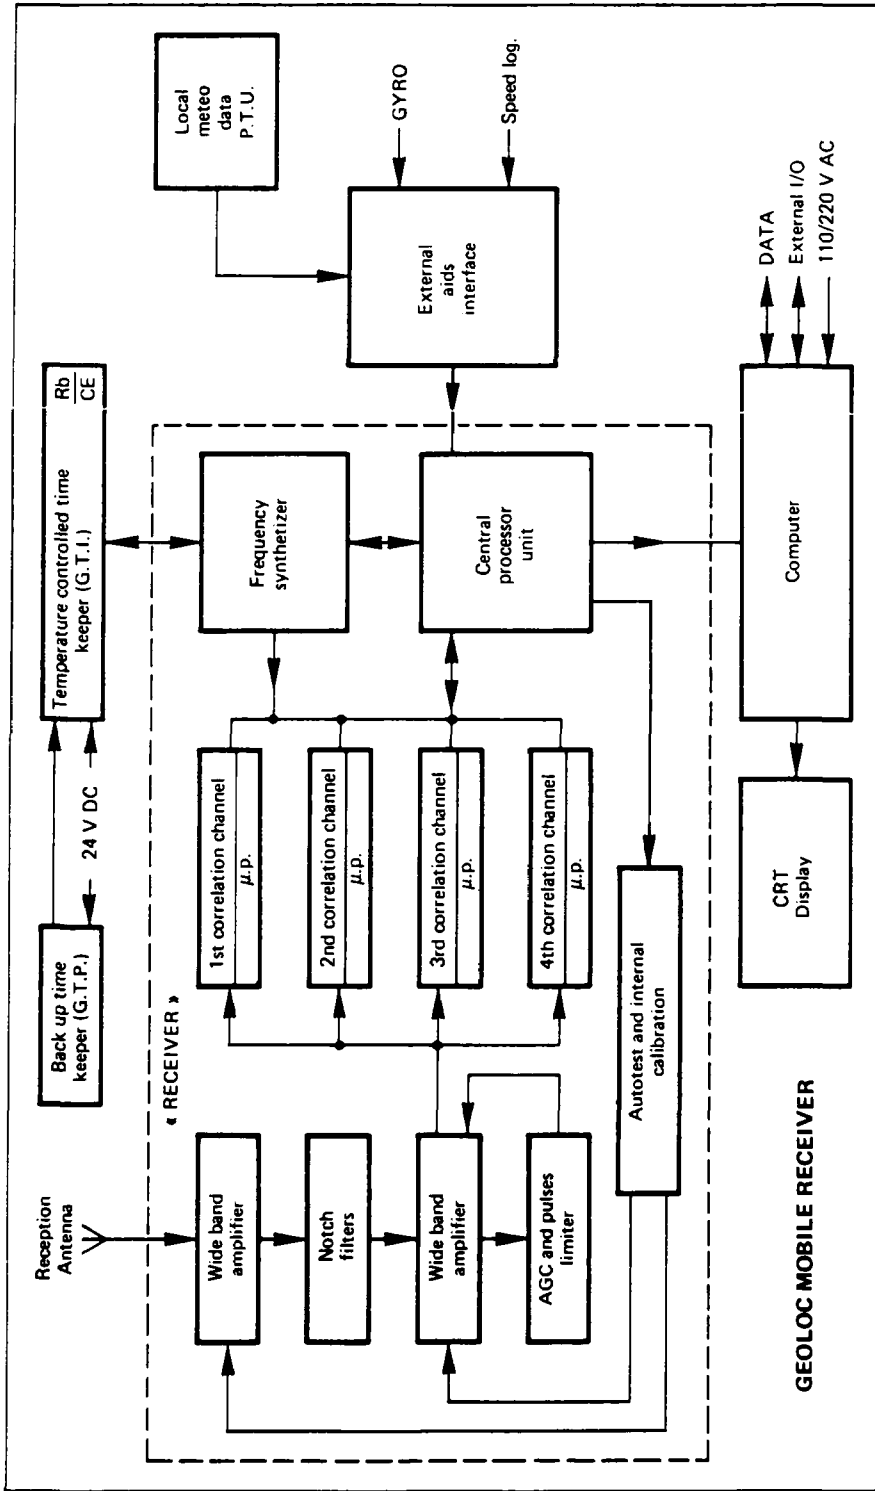 Reception
Antenna
Back up time
keeper (G.T.P.)
24 V DC
Temperature controlled time
keeper (G.T.I.)
Rb
CE
Local
meteo
data
P.T.U.
« RECEIVER »
Wide band
amplifier
Notch
filters
Wide band
amplifier
AGC and pulses
limiter
1st correlation channel
μ.p.
2nd correlation channel
μ.p.
3rd correlation channel
μ.p.
4th correlation channel
μ.p.
Frequency
synthetizer
Central
processor
unit
External
aids
interface
GYRO
Speed log.
Autotest and internal
calibration
CRT
Display
Computer
DATA
External I/O
110/220 V AC
GEOLOC MOBILE RECEIVER